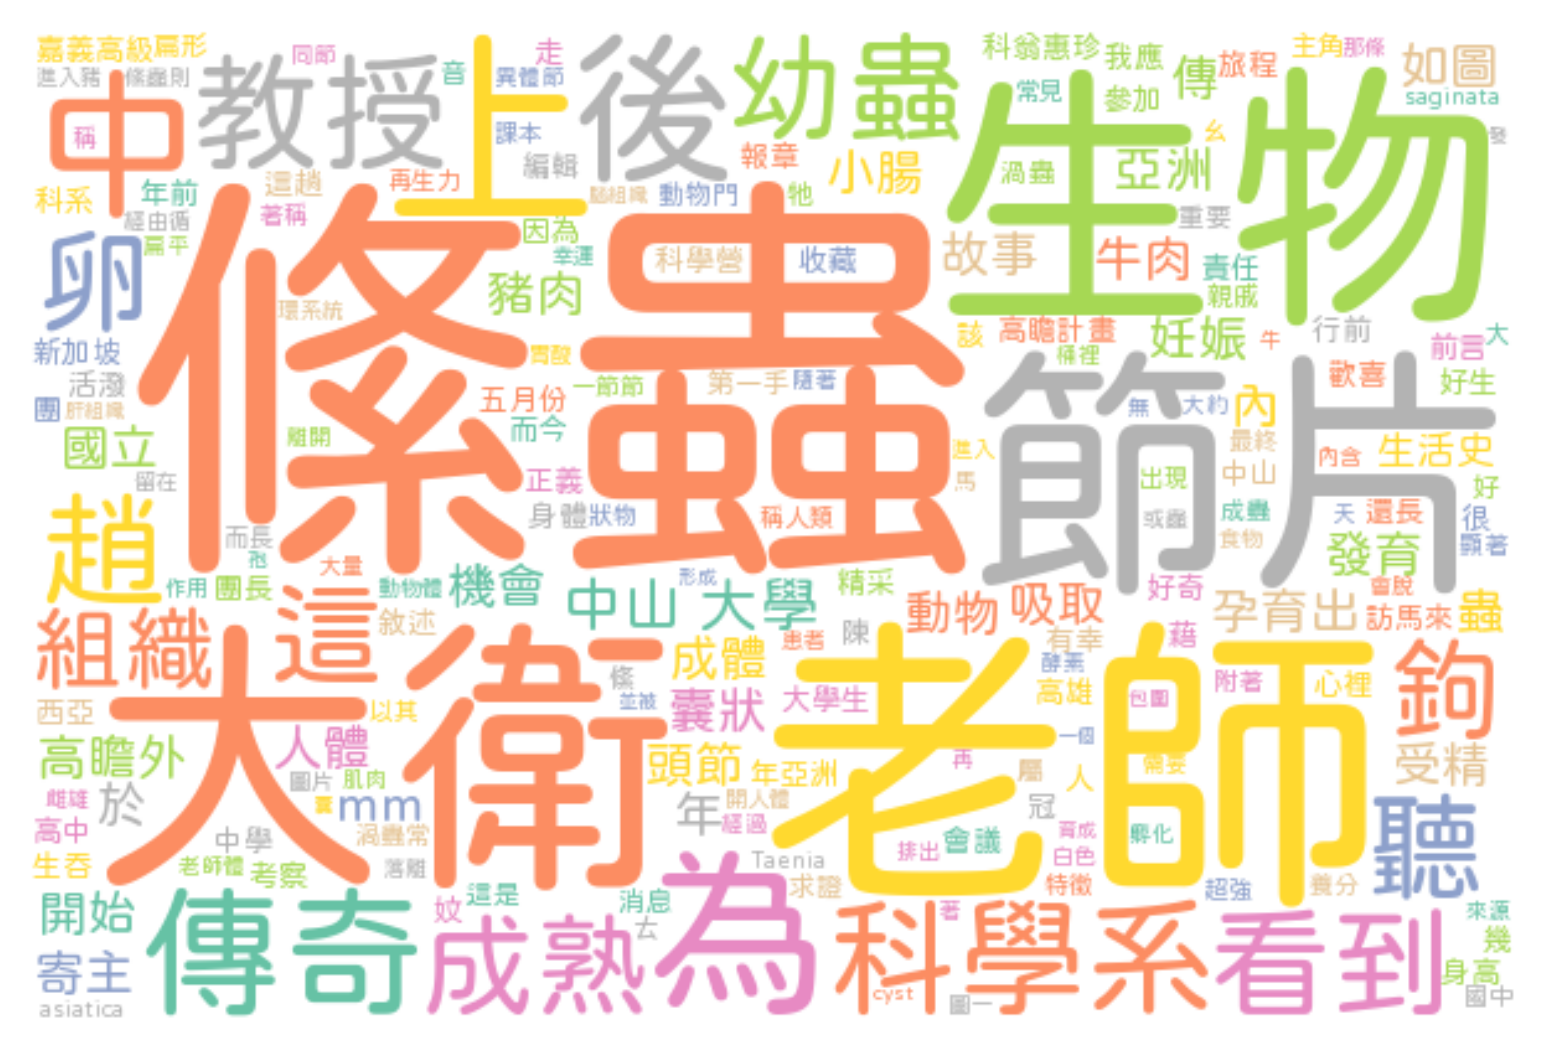 嘉義高級
扁形
同節
走
科翁惠珍
我應
主角
那條
如圖
進入豬
條蟲則
中
教授
音
上
異體節
後
幼蟲
常見
參加
傳
旅程
saginata
稱
課本
生物
編輯
報章
小腸
渦蟲
亞洲
么
發
科系
年前
這趟
再生力
腦組織
動物門
牠
重要
經由循
著稱
因為
扁平
卵
條蟲
幸運
科學營
收藏
故事
牛肉
責任
豬肉
親戚
環系統
新加坡
胃酸
該
高瞻計畫
妊娠
牛
行前
前言
大
桶裡
活潑
一節節
第一手
隨著
節片
歡喜
好生
團
肝組織
五月份
無
大約
內
國立
離開
而今
進入
最終
內含
生活史
留在
正義
馬
出現
中山
好
趙
身體
狀物
稱人類
或蟲
成蟲
天
還長
很
而長
食物
發育
顯著
孢
大量
作用
團長
動物體
機會
形成
中山
大學
精采
好奇
會脫
組織
這
敘述
動物
吸取
孕育出
訪馬來
蟲
大衛
成體
患者
陳
有幸
藉
老師
鉤
條
酵素
西亞
以其
並被
囊狀
大學生
高雄
包圍
附著
心裡
高瞻外
人體
頭節
年亞洲
一個
再
屬
人
需要
受精
圖片
肌肉
雌雄
於
囊
mm
年
開人體
冠
聽
高中
中學
渦蟲常
經過
會議
育成
孵化
生吞
老師體
考察
落離
Taenia
排出
白色
求證
特徵
超強
養分
開始
傳奇
妏
這是
消息
為
著
來源
去
成熟
科學系
看到
幾
寄主
身高
asiatica
cyst
圖一
國中